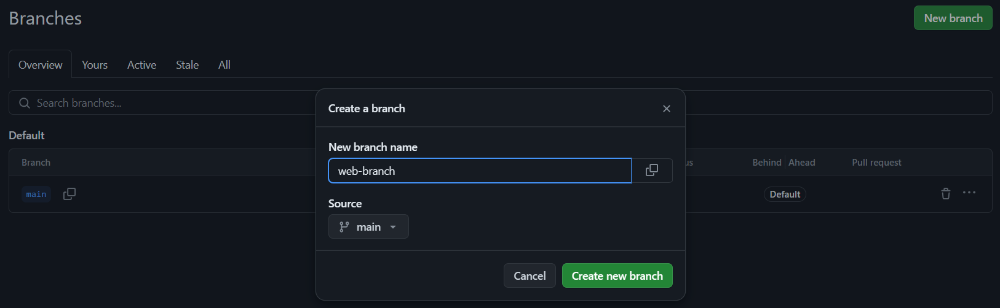 Branches
New branch
Overview Yours Active Stale All
Search branches...
Default
Branch Behind Ahead Pull request
main Default
Create a branch
New branch name
web-branch
Source
main
Cancel Create new branch